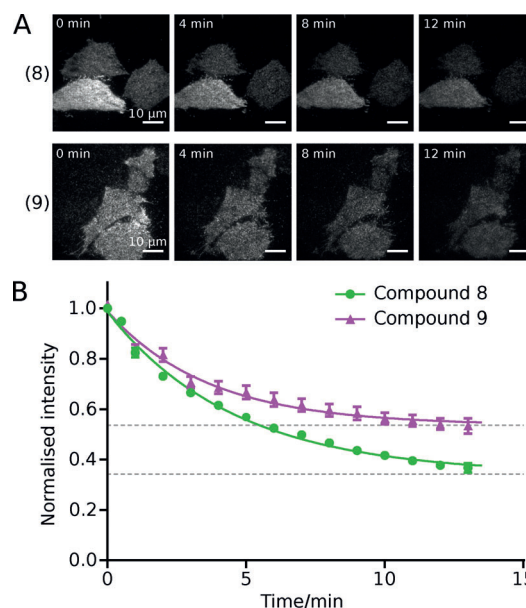 A
(8)
0 min
4 min
8 min
12 min
10 μm
(9)
0 min
4 min
8 min
12 min
10 μm
B
Compound 8
Compound 9
Normalised intensity
1.0
0.8
0.6
0.4
0.2
0.0
0
5
10
15
Time/min